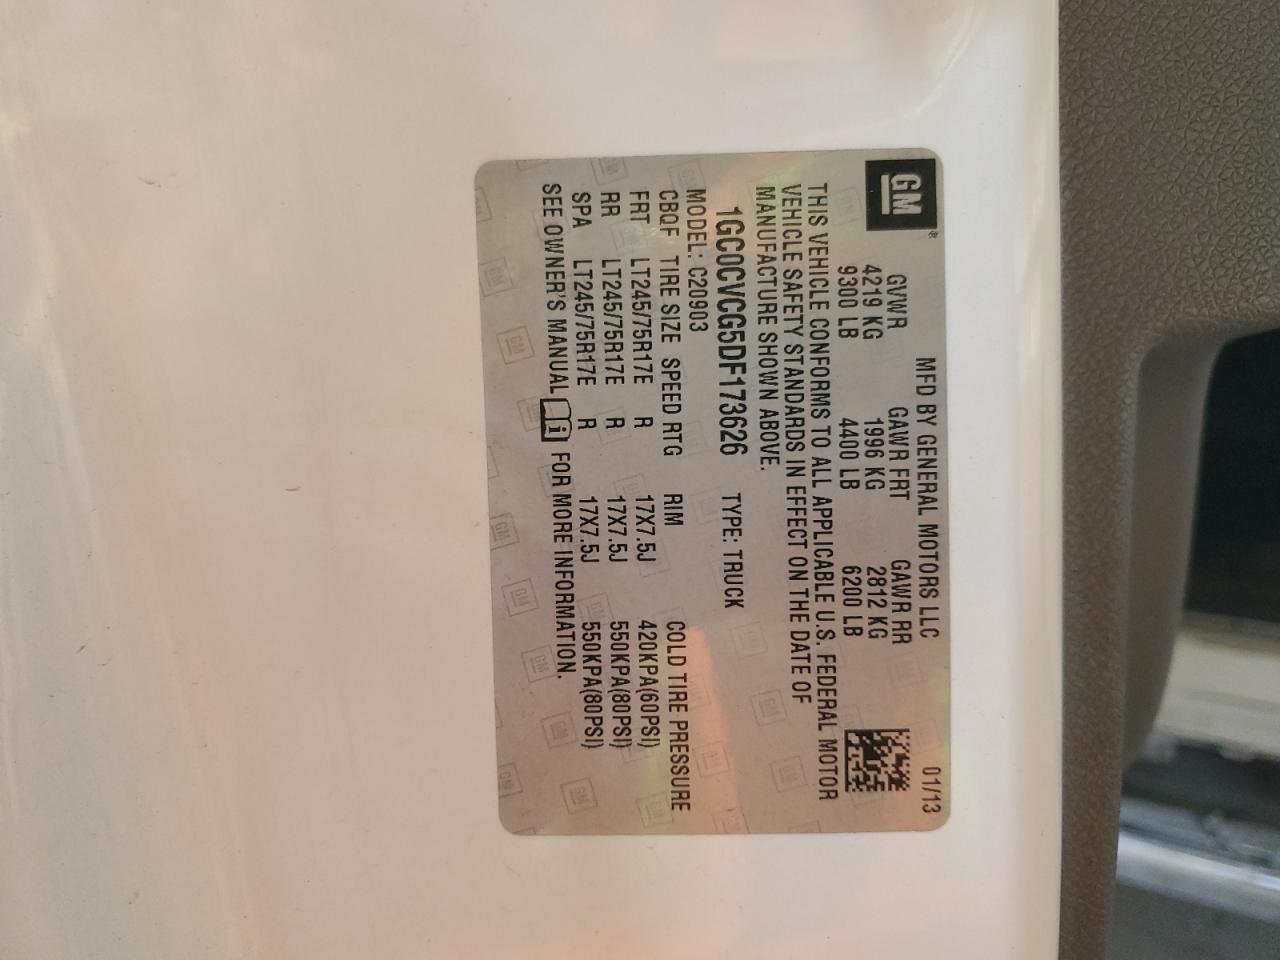 GM®
MFD BY GENERAL MOTORS LLC 01/13
GVWR GAWR FRT GAWR RR
4219 KG 1996 KG 2812 KG
9300 LB 4400 LB 6200 LB
THIS VEHICLE CONFORMS TO ALL APPLICABLE U.S. FEDERAL MOTOR
VEHICLE SAFETY STANDARDS IN EFFECT ON THE DATE OF
MANUFACTURE SHOWN ABOVE.
1GC0CVCG5DF173626 TYPE: TRUCK
MODEL: C20903
CBQF TIRE SIZE SPEED RTG RIM COLD TIRE PRESSURE
FRT LT245/75R17E R 17X7.5J 420KPA(60PSI)
RR LT245/75R17E R 17X7.5J 550KPA(80PSI)
SPA LT245/75R17E R 17X7.5J 550KPA(80PSI)
SEE OWNER'S MANUAL i FOR MORE INFORMATION.